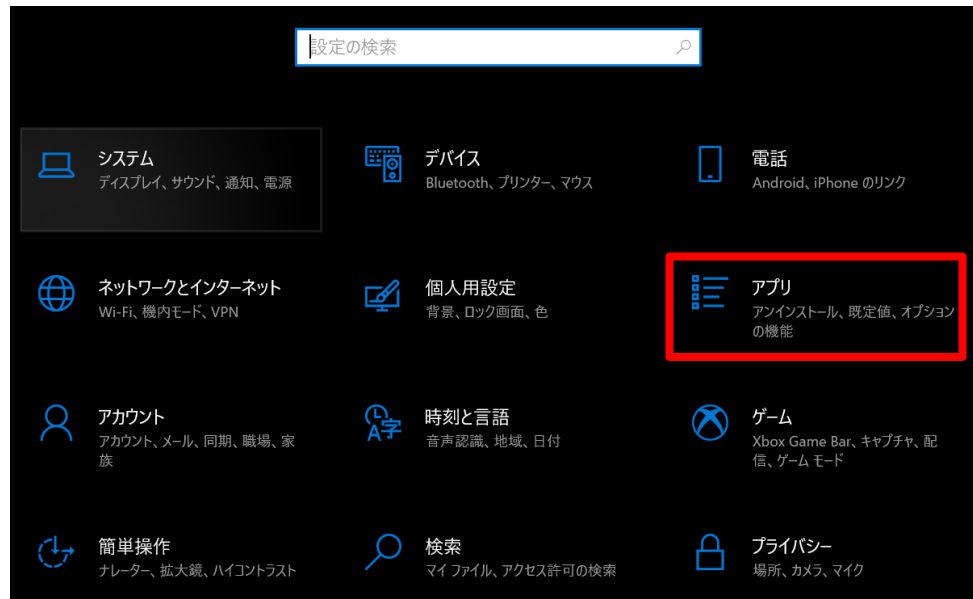 設定の検索
システム
ディスプレイ、サウンド、通知、電源
デバイス
Bluetooth、プリンター、マウス
電話
Android、iPhone のリンク
ネットワークとインターネット
Wi-Fi、機内モード、VPN
個人用設定
背景、ロック画面、色
アプリ
アンインストール、既定値、オプション
の機能
アカウント
アカウント、メール、同期、職場、家
族
時刻と言語
音声認識、地域、日付
ゲーム
Xbox Game Bar、キャプチャ、配
信、ゲーム モード
簡単操作
ナレーター、拡大鏡、ハイコントラスト
検索
マイ ファイル、アクセス許可の検索
プライバシー
場所、カメラ、マイク